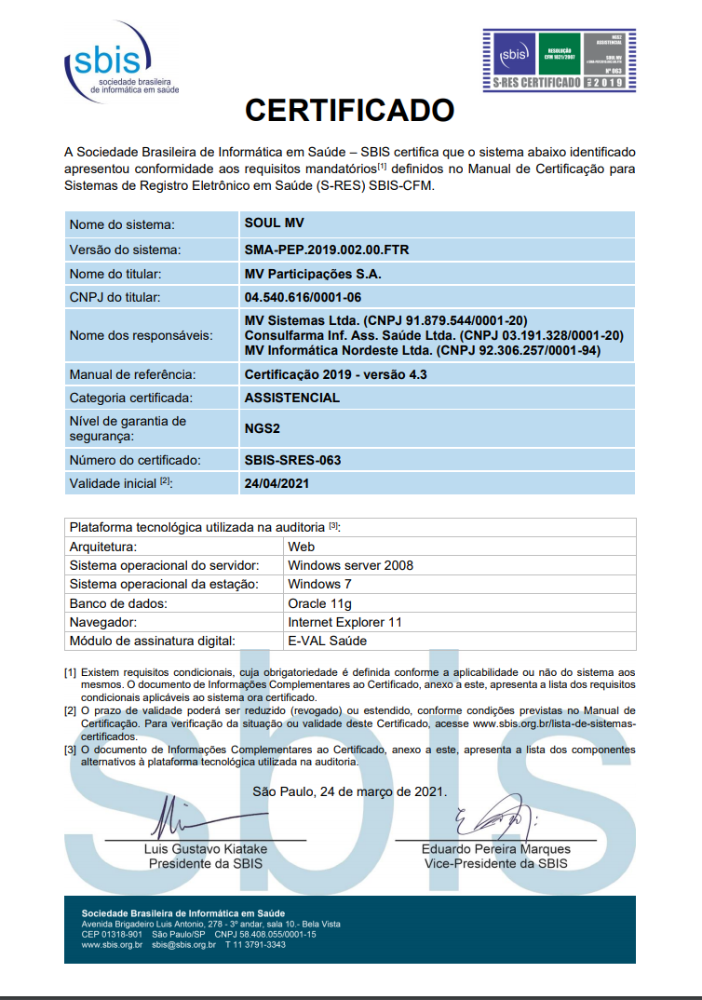 sbis
sociedade brasileira
de informática em saúde
sbis
RESOLUÇÃO
CFM 1821/2007
NGS2
ASSISTENCIAL
SOUL MV
Nº 063
S-RES CERTIFICADO 2019
CERTIFICADO
A Sociedade Brasileira de Informática em Saúde – SBIS certifica que o sistema abaixo identificado
apresentou conformidade aos requisitos mandatórios[1] definidos no Manual de Certificação para
Sistemas de Registro Eletrônico em Saúde (S-RES) SBIS-CFM.
Nome do sistema: SOUL MV
Versão do sistema: SMA-PEP.2019.002.00.FTR
Nome do titular: MV Participações S.A.
CNPJ do titular: 04.540.616/0001-06
Nome dos responsáveis: MV Sistemas Ltda. (CNPJ 91.879.544/0001-20)
Consulfarma Inf. Ass. Saúde Ltda. (CNPJ 03.191.328/0001-20)
MV Informática Nordeste Ltda. (CNPJ 92.306.257/0001-94)
Manual de referência: Certificação 2019 - versão 4.3
Categoria certificada: ASSISTENCIAL
Nível de garantia de
segurança: NGS2
Número do certificado: SBIS-SRES-063
Validade inicial [2]: 24/04/2021
Plataforma tecnológica utilizada na auditoria [3]:
Arquitetura: Web
Sistema operacional do servidor: Windows server 2008
Sistema operacional da estação: Windows 7
Banco de dados: Oracle 11g
Navegador: Internet Explorer 11
Módulo de assinatura digital: E-VAL Saúde
[1] Existem requisitos condicionais, cuja obrigatoriedade é definida conforme a aplicabilidade ou não do sistema aos
mesmos. O documento de Informações Complementares ao Certificado, anexo a este, apresenta a lista dos requisitos
condicionais aplicáveis ao sistema ora certificado.
[2] O prazo de validade poderá ser reduzido (revogado) ou estendido, conforme condições previstas no Manual de
Certificação. Para verificação da situação ou validade deste Certificado, acesse www.sbis.org.br/lista-de-sistemas-
certificados.
[3] O documento de Informações Complementares ao Certificado, anexo a este, apresenta a lista dos componentes
alternativos à plataforma tecnológica utilizada na auditoria.
sbis
São Paulo, 24 de março de 2021.
Luis Gustavo Kiatake
Presidente da SBIS
Eduardo Pereira Marques
Vice-Presidente da SBIS
Sociedade Brasileira de Informática em Saúde
Avenida Brigadeiro Luis Antonio, 278 - 3º andar, sala 10.- Bela Vista
CEP 01318-901 São Paulo/SP CNPJ 58.408.055/0001-15
www.sbis.org.br sbis@sbis.org.br T 11 3791-3343